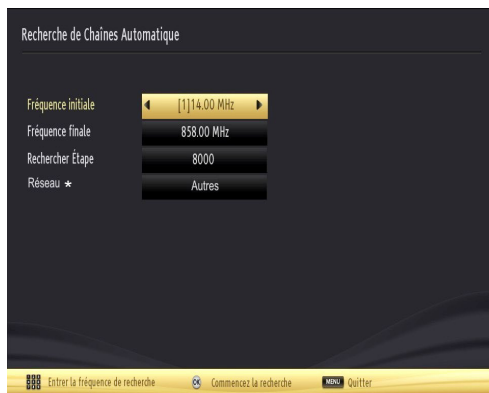 Recherche de Chaînes Automatique
Fréquence initiale [1]14.00 MHz
Fréquence finale 858.00 MHz
Rechercher Étape 8000
Réseau * Autres
Entrer la fréquence de recherche OK Commencez la recherche MENU Quitter